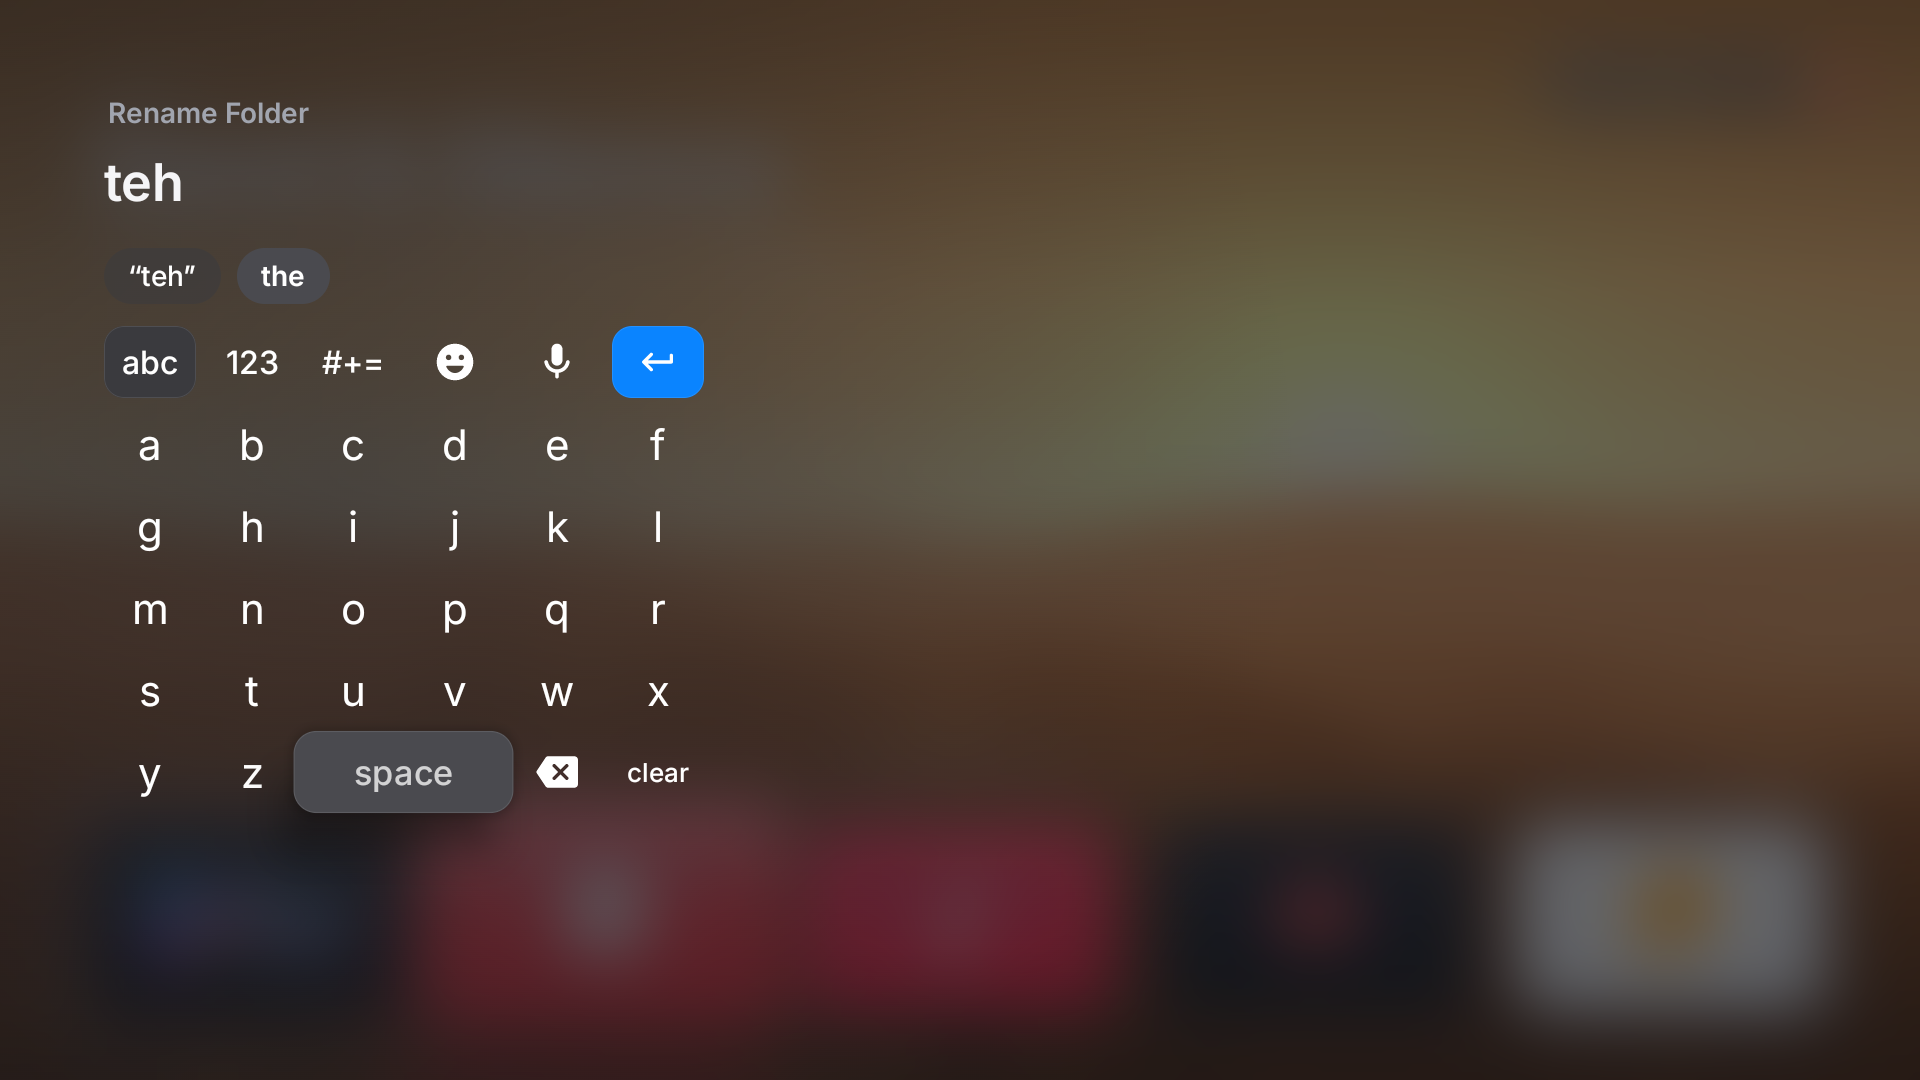 Rename Folder
teh
“teh” the
abc 123 #+=
a b c d e f
g h i j k l
m n o p q r
s t u v w x
y z space clear